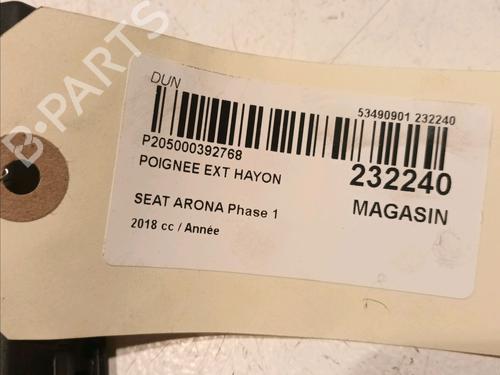 B-PARTS
DUN
53490901 232240
P205000392768
POIGNEE EXT HAYON
232240
SEAT ARONA Phase 1
MAGASIN
2018 cc / Année